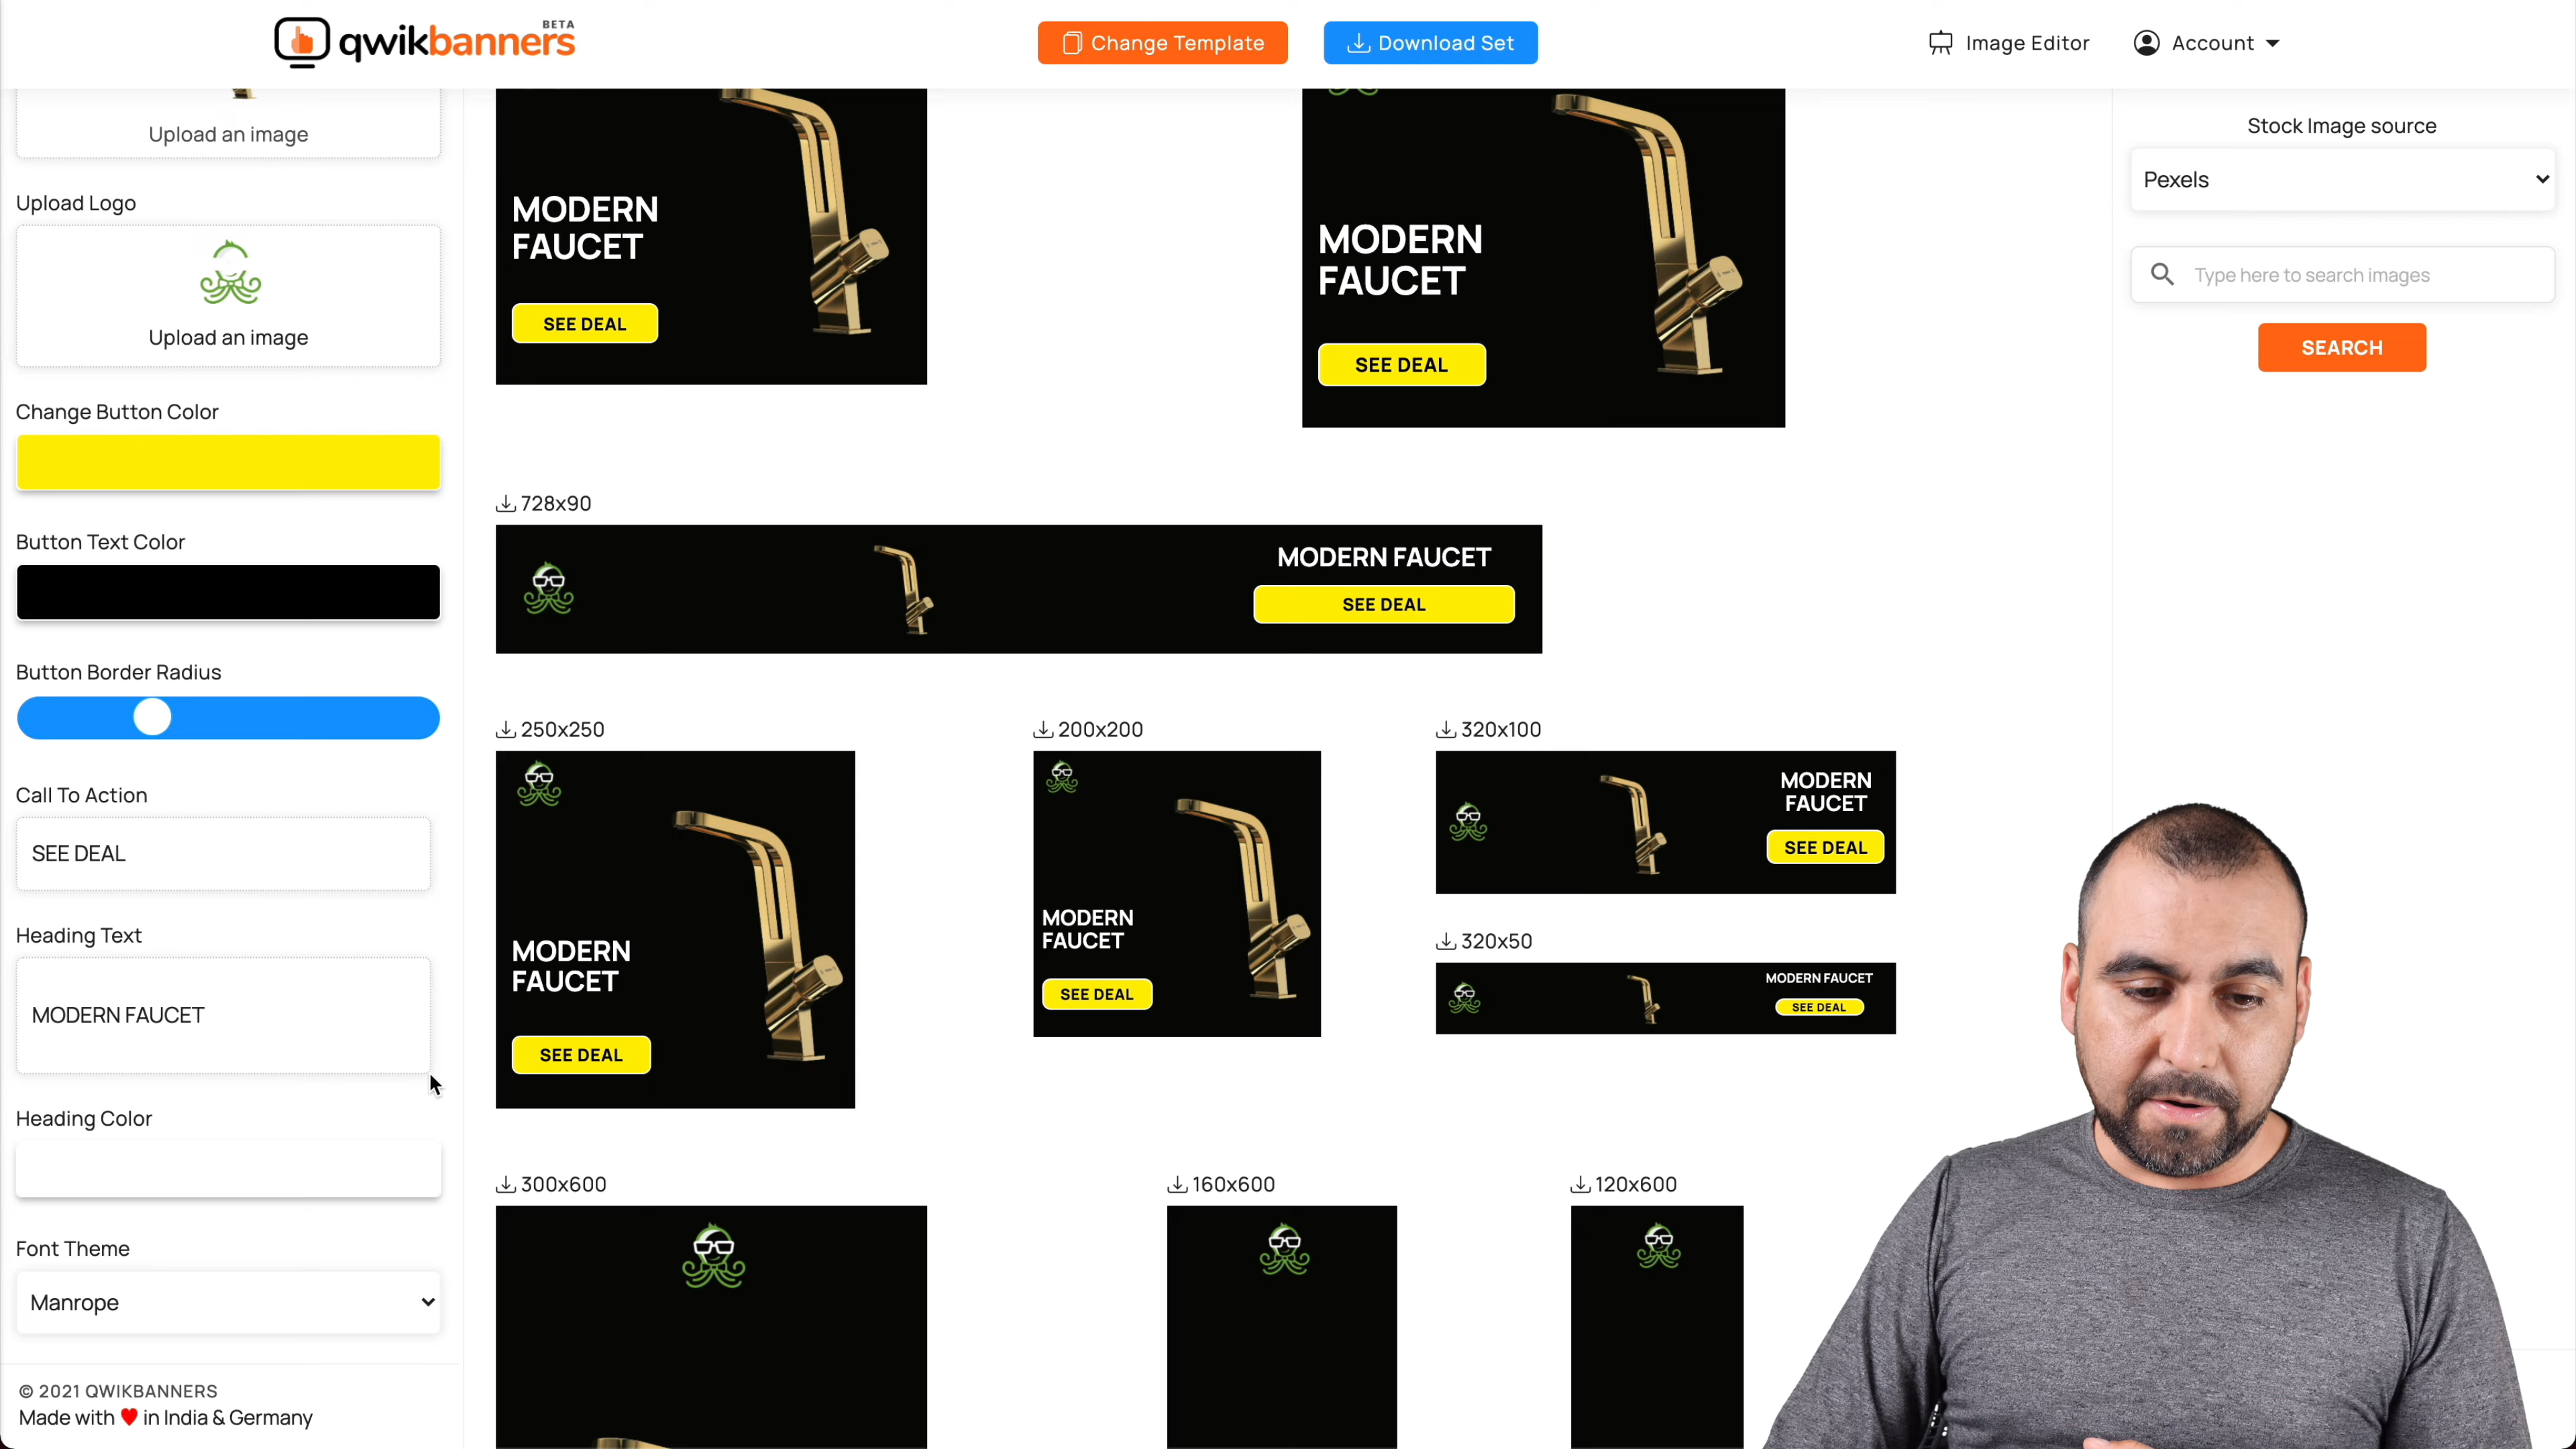 qwikbanners
BETA
Change Template
Download Set
Image Editor
Account
Upload an image
Upload Logo
Upload an image
Change Button Color
Button Text Color
Button Border Radius
Call To Action
SEE DEAL
Heading Text
MODERN FAUCET
Heading Color
Font Theme
Manrope
© 2021 QWIKBANNERS
Made with ❤ in India & Germany
MODERN
FAUCET
SEE DEAL
MODERN
FAUCET
SEE DEAL
728x90
MODERN FAUCET
SEE DEAL
250x250
MODERN
FAUCET
SEE DEAL
200x200
MODERN
FAUCET
SEE DEAL
320x100
MODERN
FAUCET
SEE DEAL
320x50
MODERN FAUCET
SEE DEAL
300x600
160x600
120x600
Stock Image source
Pexels
Type here to search images
SEARCH